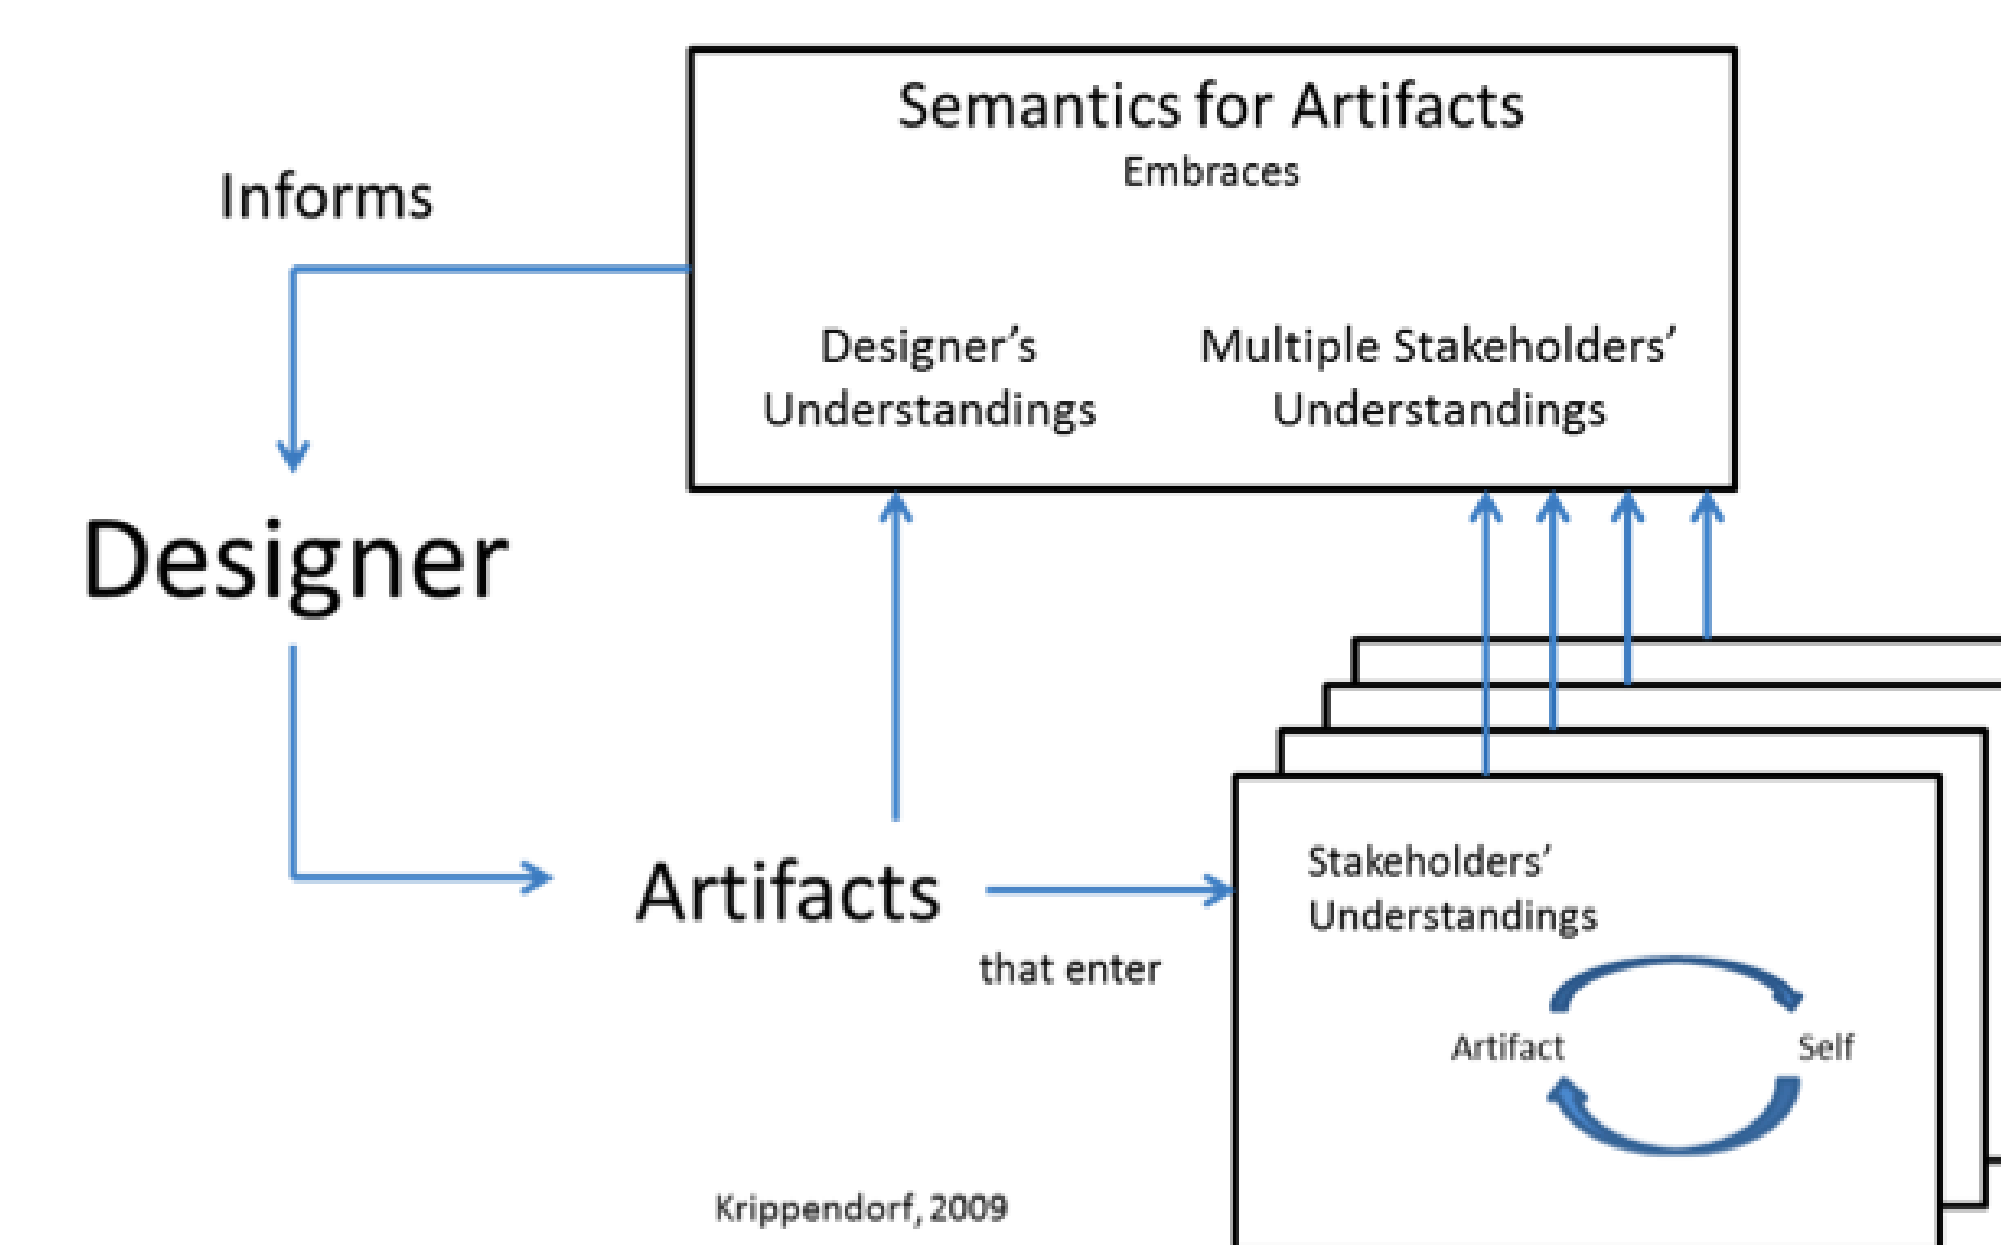 Semantics for Artifacts
Embraces
Informs
Designer’s
Understandings
Multiple Stakeholders’
Understandings
Designer
Artifacts
that enter
Stakeholders’
Understandings
Artifact
Self
Krippendorf, 2009